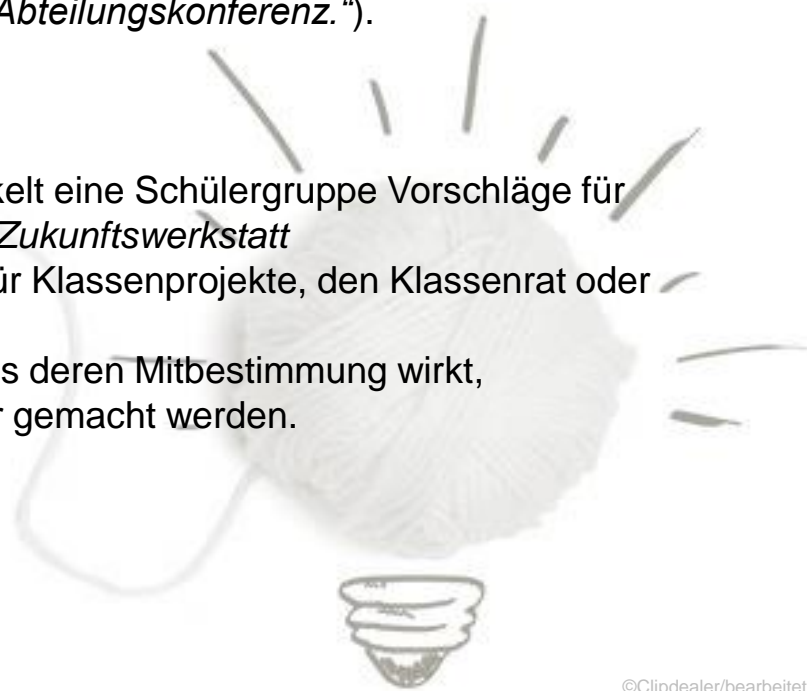 Abteilungskonferenz.“).
kelt eine Schülergruppe Vorschläge für
Zukunftswerkstatt
ür Klassenprojekte, den Klassenrat oder
s deren Mitbestimmung wirkt,
r gemacht werden.
©Clipdealer/bearbeitet